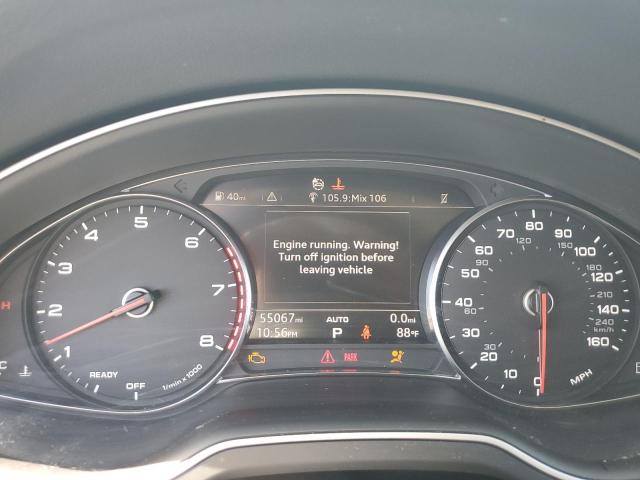 40mi 105.9:Mix 106
Engine running. Warning!
Turn off ignition before
leaving vehicle
55067mi AUTO 0.0mi
10:56PM P 88°F
PARK
H
C
1 2 3 4 5 6 7 8
READY
OFF
1/min x 1000
0 10 20 30 40 50 60 70 80 90 100 110 120 130 140 150 160
30 60 90 120 150 180 210 240
km/h
MPH